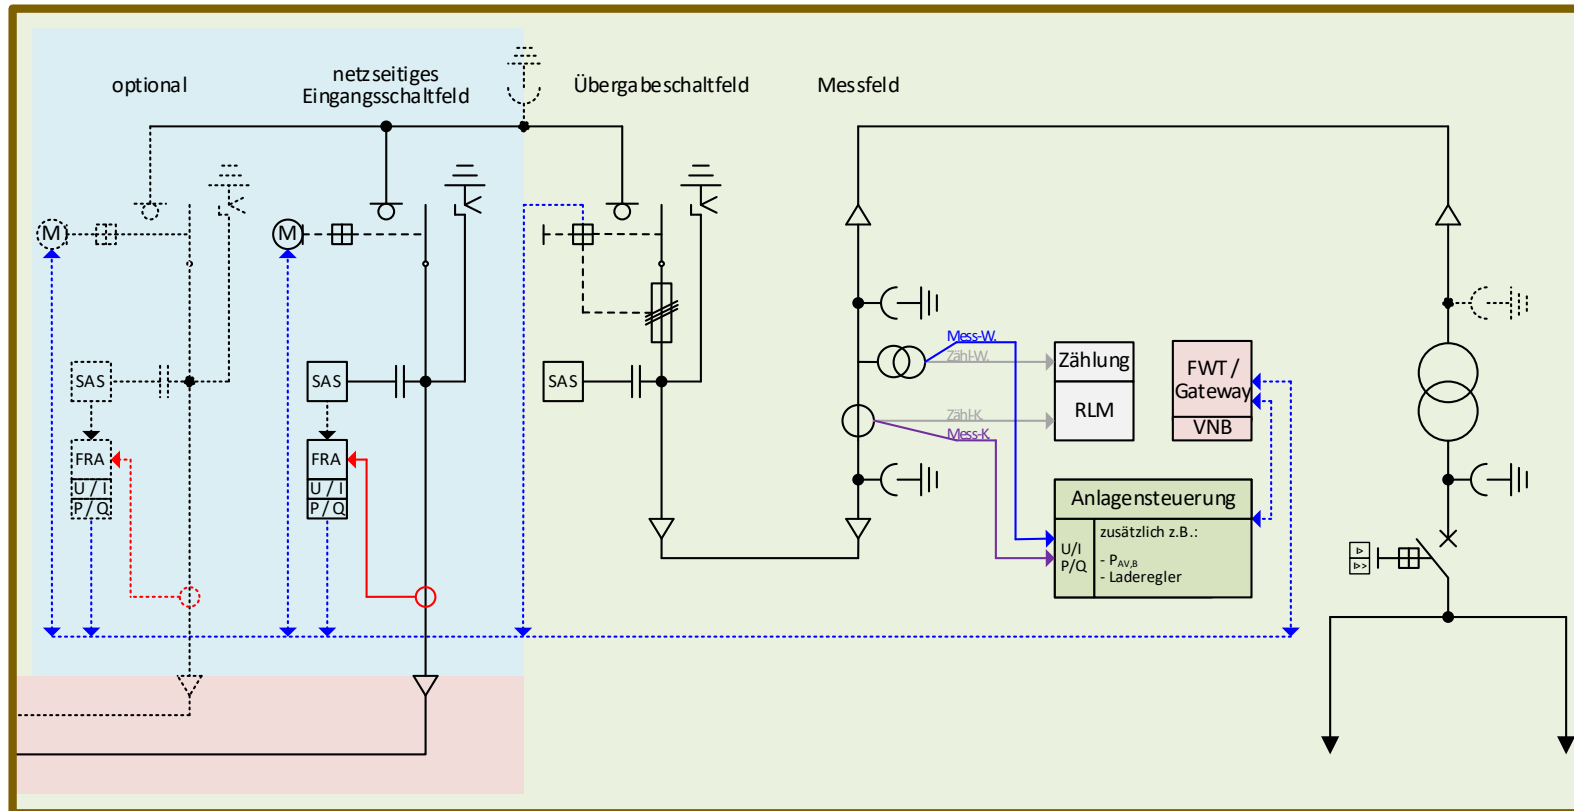 optional
netzseitiges
Eingangsschaltfeld
Übergabeschaltfeld
Messfeld
M
M
SAS
SAS
SAS
FRA
U / I
P / Q
FRA
U / I
P / Q
Mess-W.
Zähl-W.
Zähl-K.
Mess-K.
Zählung
RLM
FWT /
Gateway
VNB
Anlagensteuerung
U/I
P/Q
zusätzlich z.B.:
- PAV,B
- Laderegler